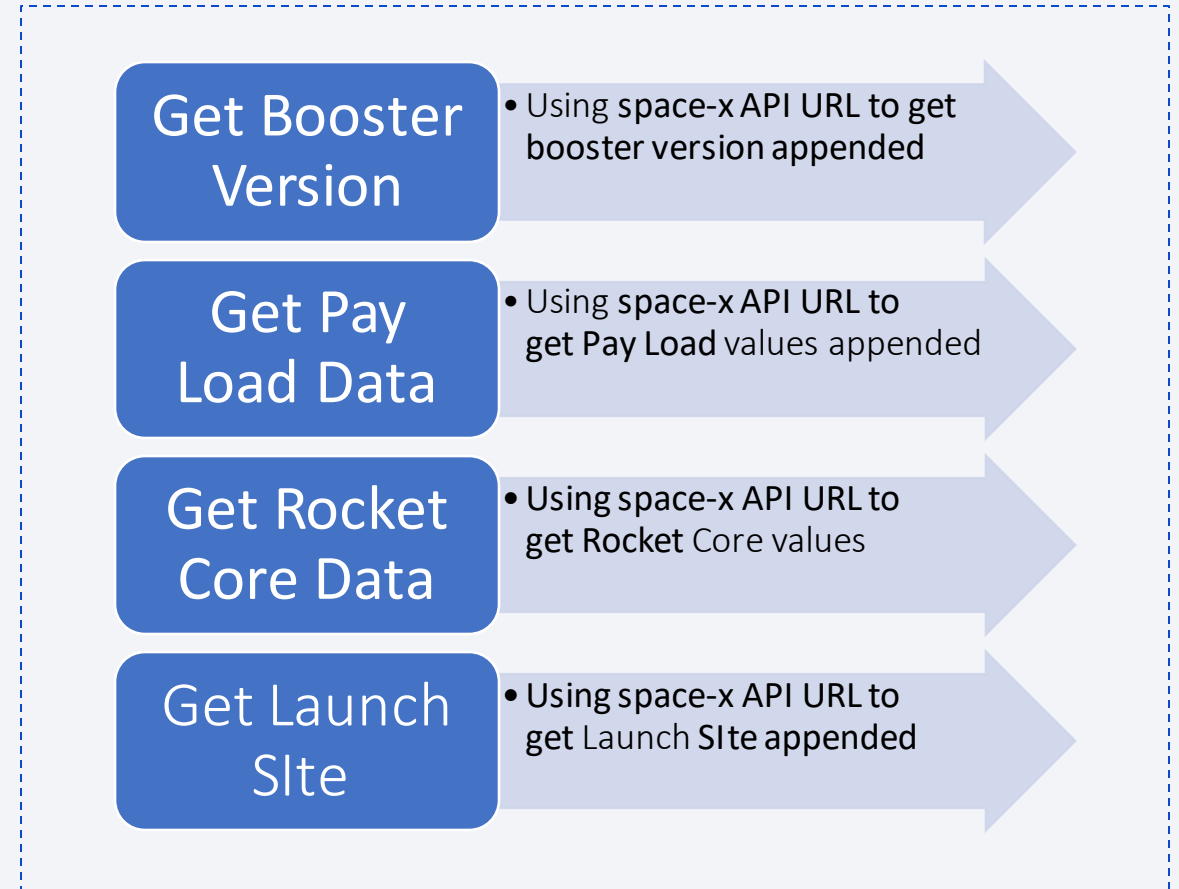 Get Booster
Version
• Using space-x API URL to get
booster version appended
Get Pay
Load Data
• Using space-x API URL to
get Pay Load values appended
Get Rocket
Core Data
• Using space-x API URL to
get Rocket Core values
Get Launch
SIte
• Using space-x API URL to
get Launch SIte appended